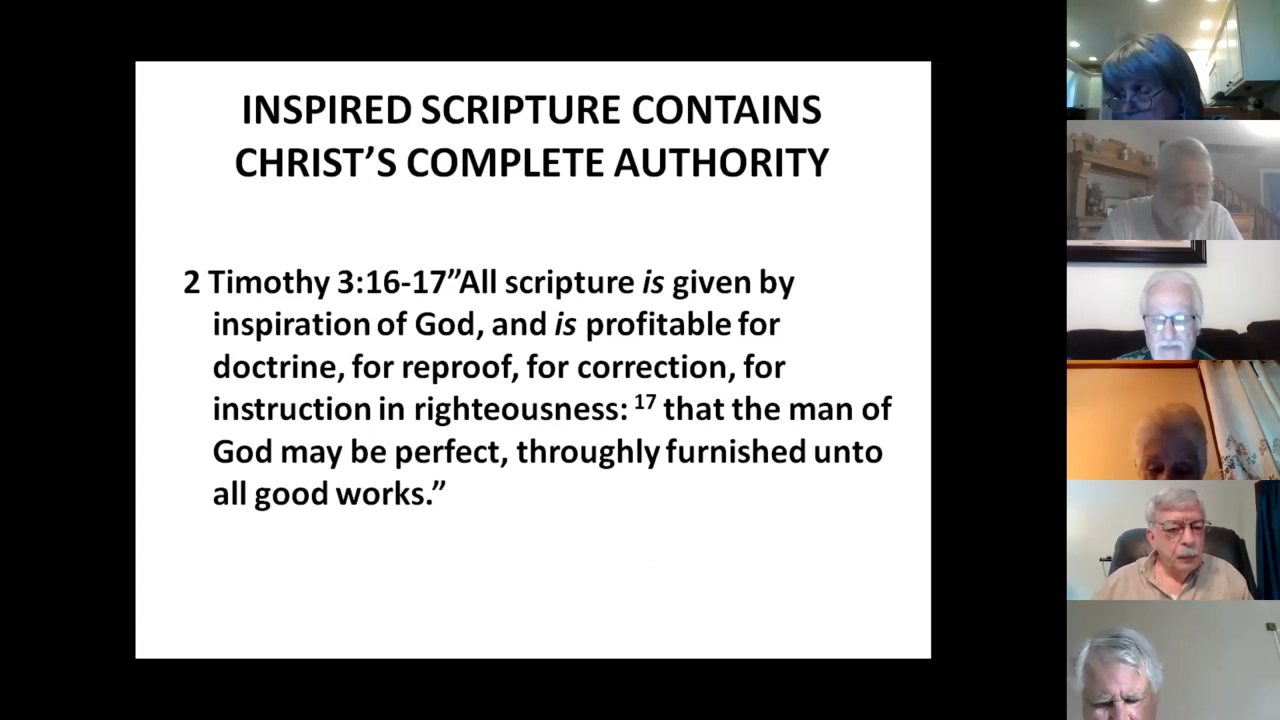 INSPIRED SCRIPTURE CONTAINS
CHRIST’S COMPLETE AUTHORITY
2 Timothy 3:16-17”All scripture is given by
inspiration of God, and is profitable for
doctrine, for reproof, for correction, for
instruction in righteousness: 17 that the man of
God may be perfect, throughly furnished unto
all good works.”